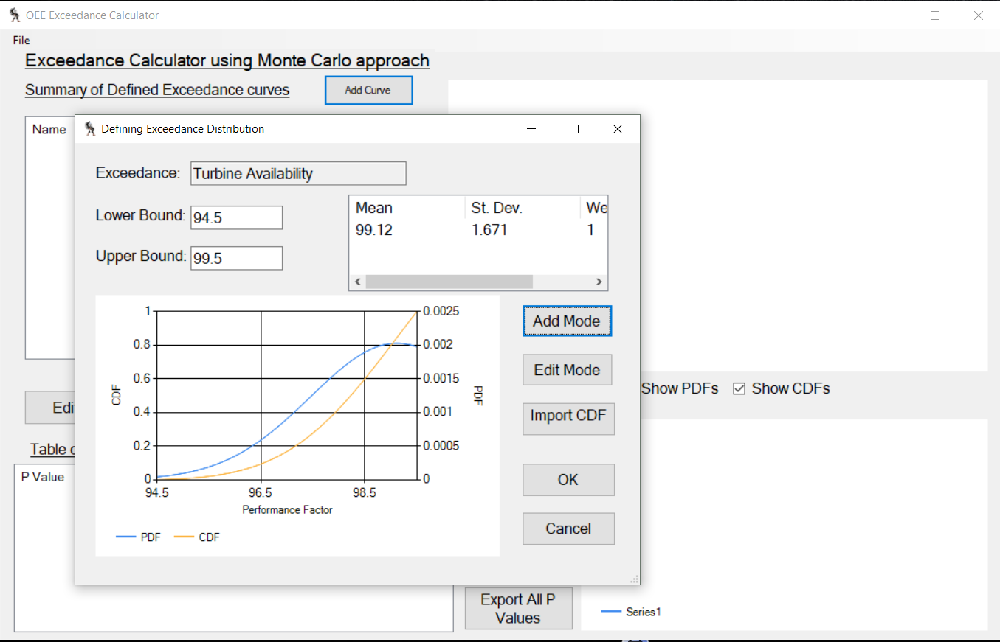 OEE Exceedance Calculator
File
Exceedance Calculator using Monte Carlo approach
Summary of Defined Exceedance curves
Add Curve
Name
Defining Exceedance Distribution
Exceedance: Turbine Availability
Lower Bound: 94.5
Upper Bound: 99.5
Mean St. Dev. We
99.12 1.671 1
1 0.0025
0.8 0.002
0.6 0.0015
0.4 0.001
0.2 0.0005
0 0
CDF
PDF
94.5 96.5 98.5
Performance Factor
PDF CDF
Add Mode
Edit Mode
Import CDF
OK
Cancel
Edi
Show PDFs Show CDFs
Table
P Value
Export All P
Values
Series1